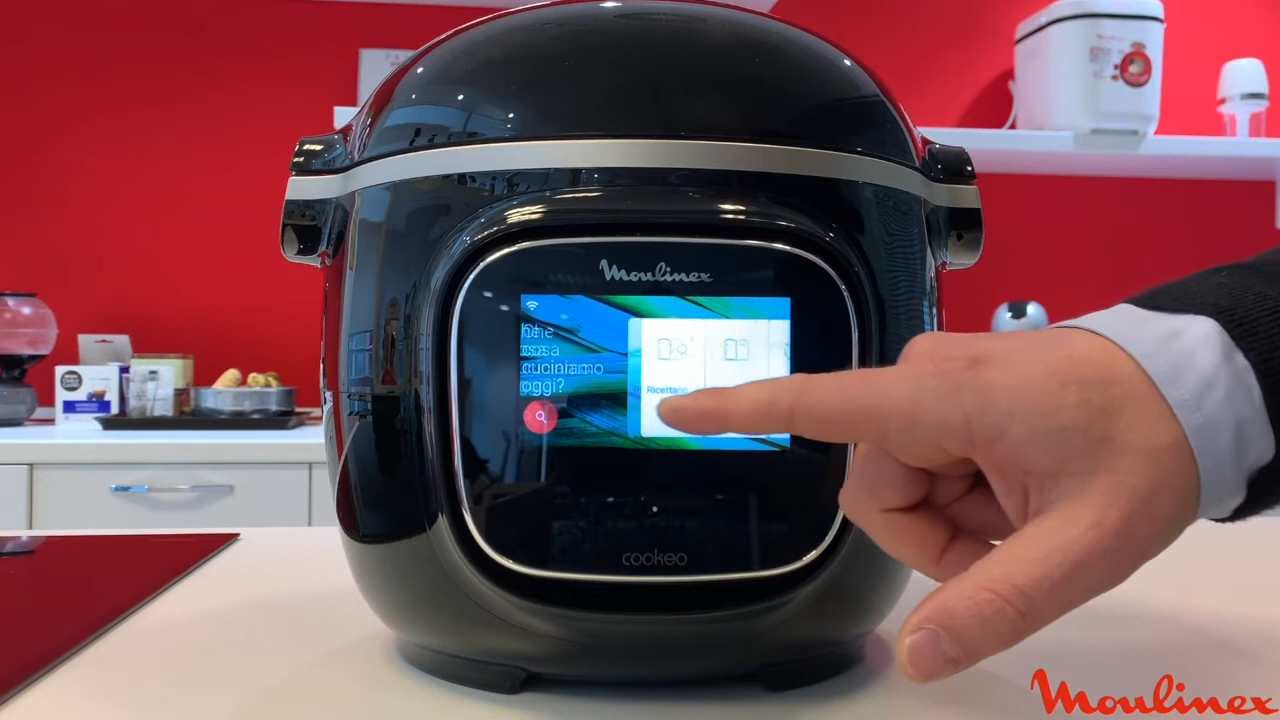 Moulinex
Che
cosa
cuciniamo
oggi?
Ricettario
cookeo
Moulinex